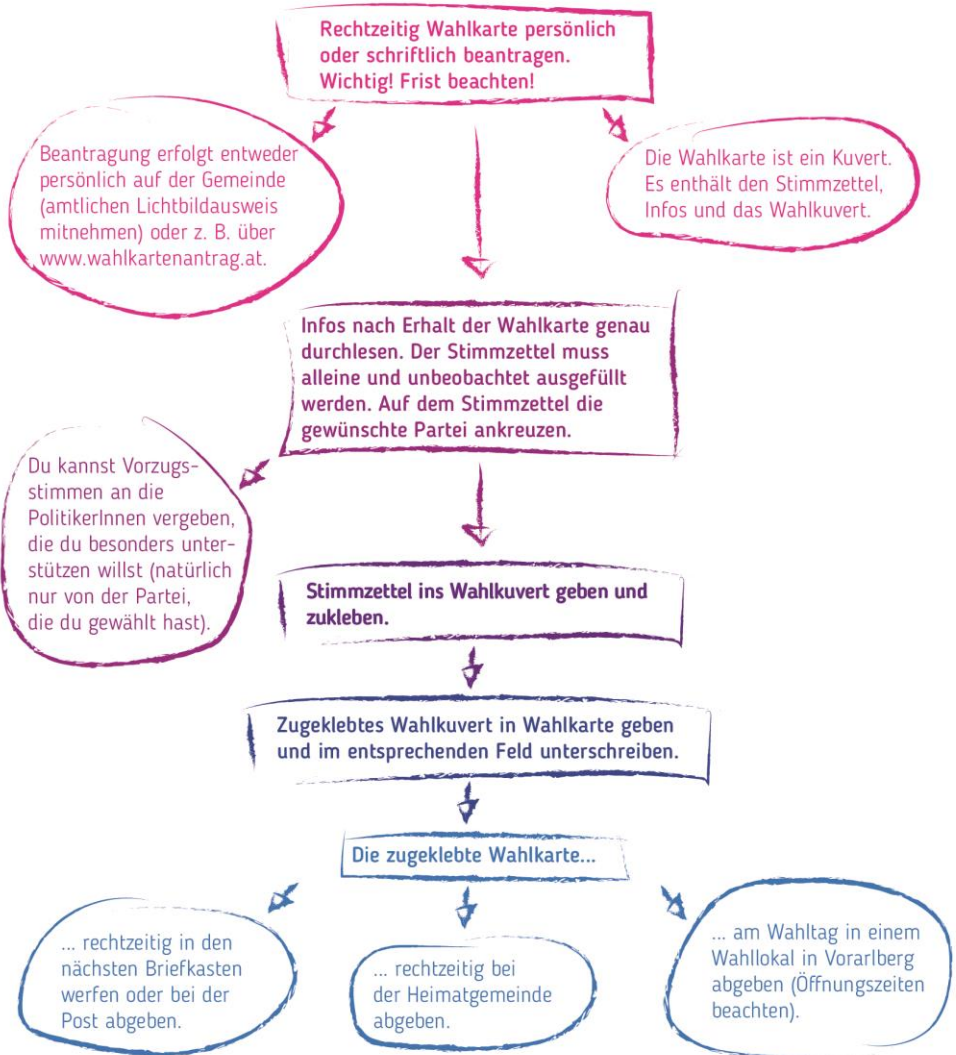 Rechtzeitig Wahlkarte persönlich
oder schriftlich beantragen.
Wichtig! Frist beachten!
Beantragung erfolgt entweder
persönlich auf der Gemeinde
(amtlichen Lichtbildausweis
mitnehmen) oder z. B. über
www.wahlkartenantrag.at.
Die Wahlkarte ist ein Kuvert.
Es enthält den Stimmzettel,
Infos und das Wahlkuvert.
Infos nach Erhalt der Wahlkarte genau
durchlesen. Der Stimmzettel muss
alleine und unbeobachtet ausgefüllt
werden. Auf dem Stimmzettel die
gewünschte Partei ankreuzen.
Du kannst Vorzugs-
stimmen an die
PolitikerInnen vergeben,
die du besonders unter-
stützen willst (natürlich
nur von der Partei,
die du gewählt hast).
Stimmzettel ins Wahlkuvert geben und
zukleben.
Zugeklebtes Wahlkuvert in Wahlkarte geben
und im entsprechenden Feld unterschreiben.
Die zugeklebte Wahlkarte...
... rechtzeitig in den
nächsten Briefkasten
werfen oder bei der
Post abgeben.
... rechtzeitig bei
der Heimatgemeinde
abgeben.
... am Wahltag in einem
Wahllokal in Vorarlberg
abgeben (Öffnungszeiten
beachten).